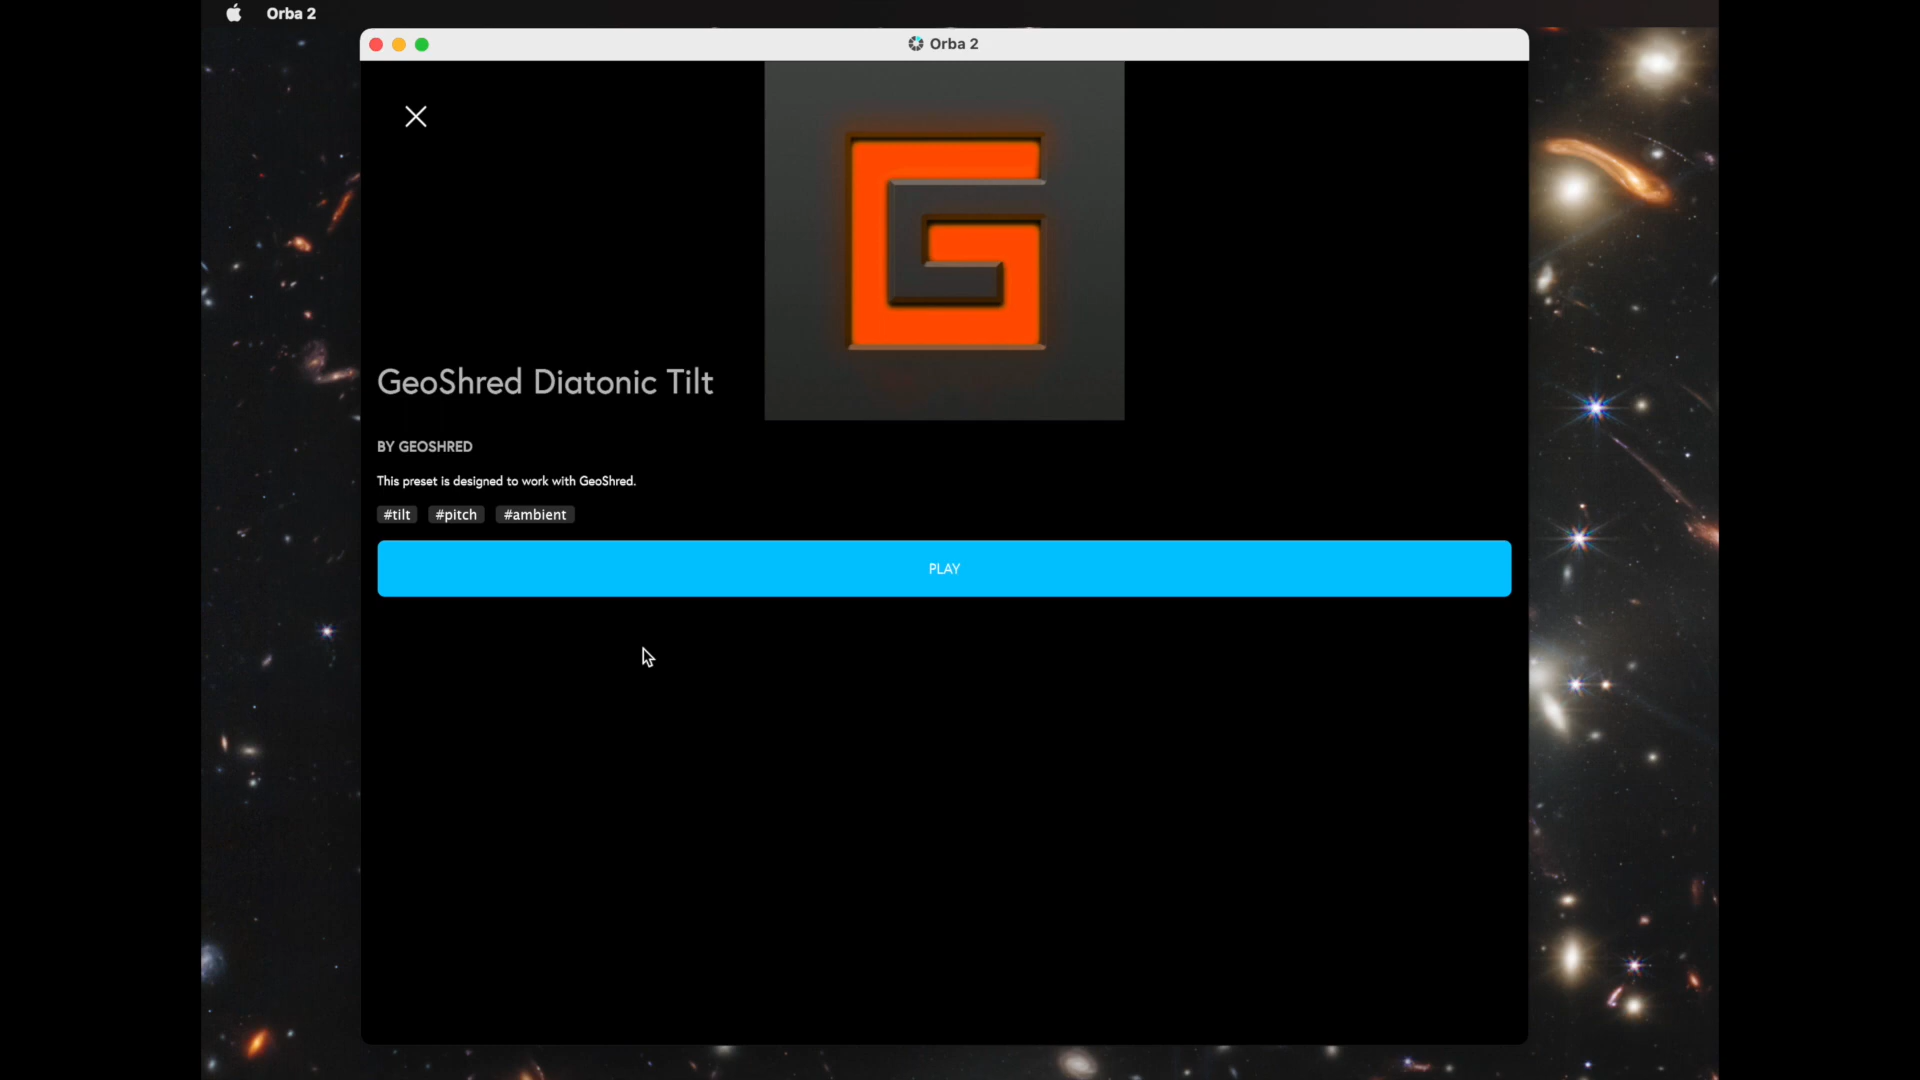 Orba 2
Orba 2
G
GeoShred Diatonic Tilt
BY GEOSHRED
This preset is designed to work with GeoShred.
#tilt #pitch #ambient
PLAY